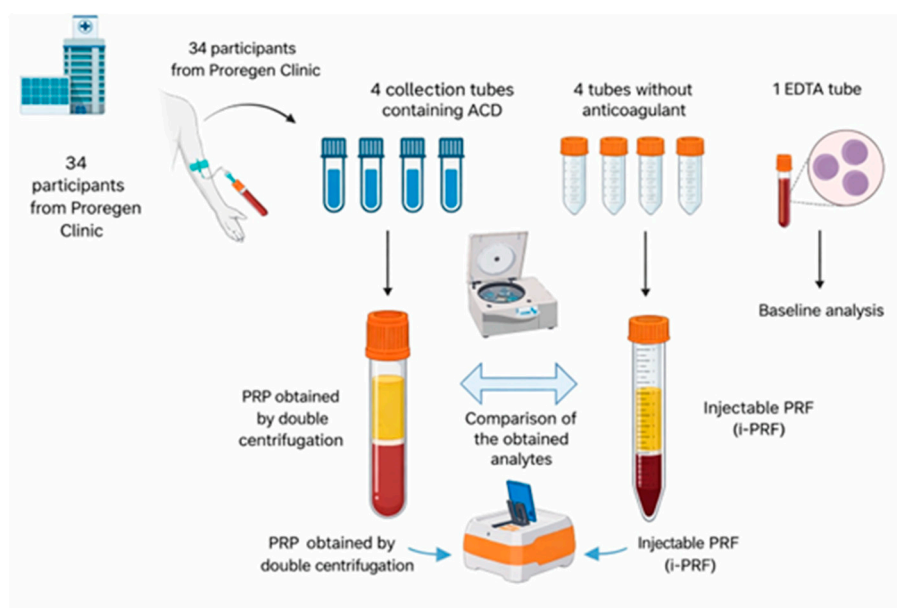 34 participants
from Proregen Clinic
4 collection tubes
containing ACD
4 tubes without
anticoagulant
1 EDTA tube
34
participants
from Proregen
Clinic
Baseline analysis
PRP obtained
by double
centrifugation
Comparison of
the obtained
analytes
Injectable PRF
(i-PRF)
PRP obtained by
double centrifugation
Injectable PRF
(i-PRF)